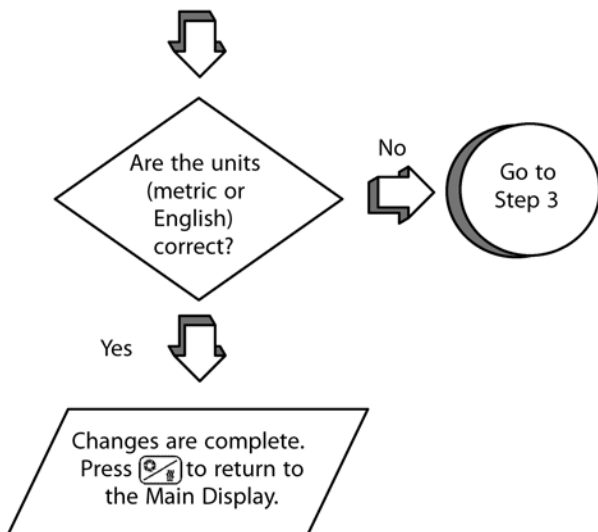 Are the units
(metric or
English)
correct?
No
Go to
Step 3
Yes
Changes are complete.
Press to return to
the Main Display.